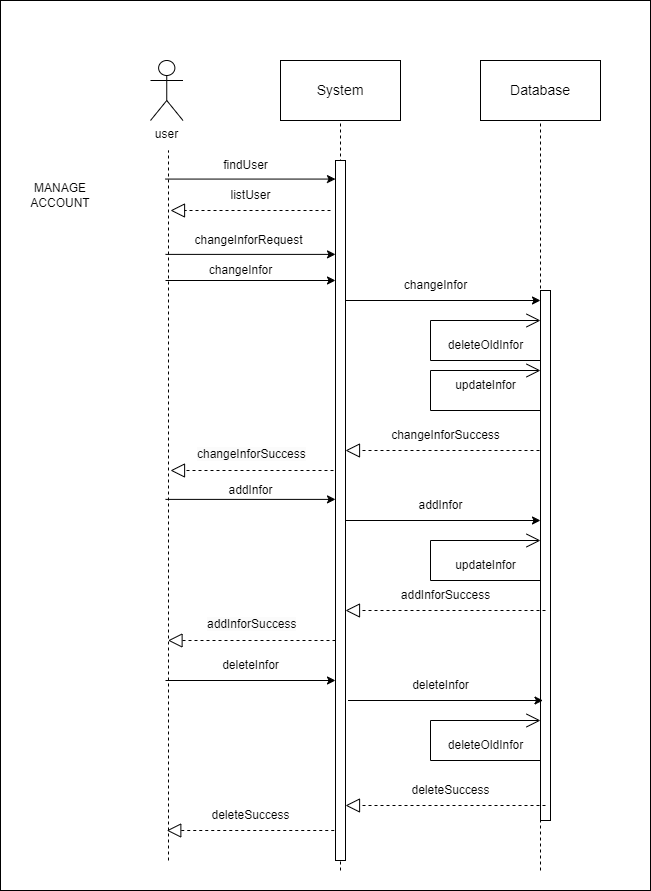 System
Database
user
findUser
MANAGE
ACCOUNT
listUser
changeInforRequest
changeInfor
changeInfor
deleteOldInfor
updateInfor
changeInforSuccess
changeInforSuccess
addInfor
addInfor
updateInfor
addInforSuccess
addInforSuccess
deleteInfor
deleteInfor
deleteOldInfor
deleteSuccess
deleteSuccess